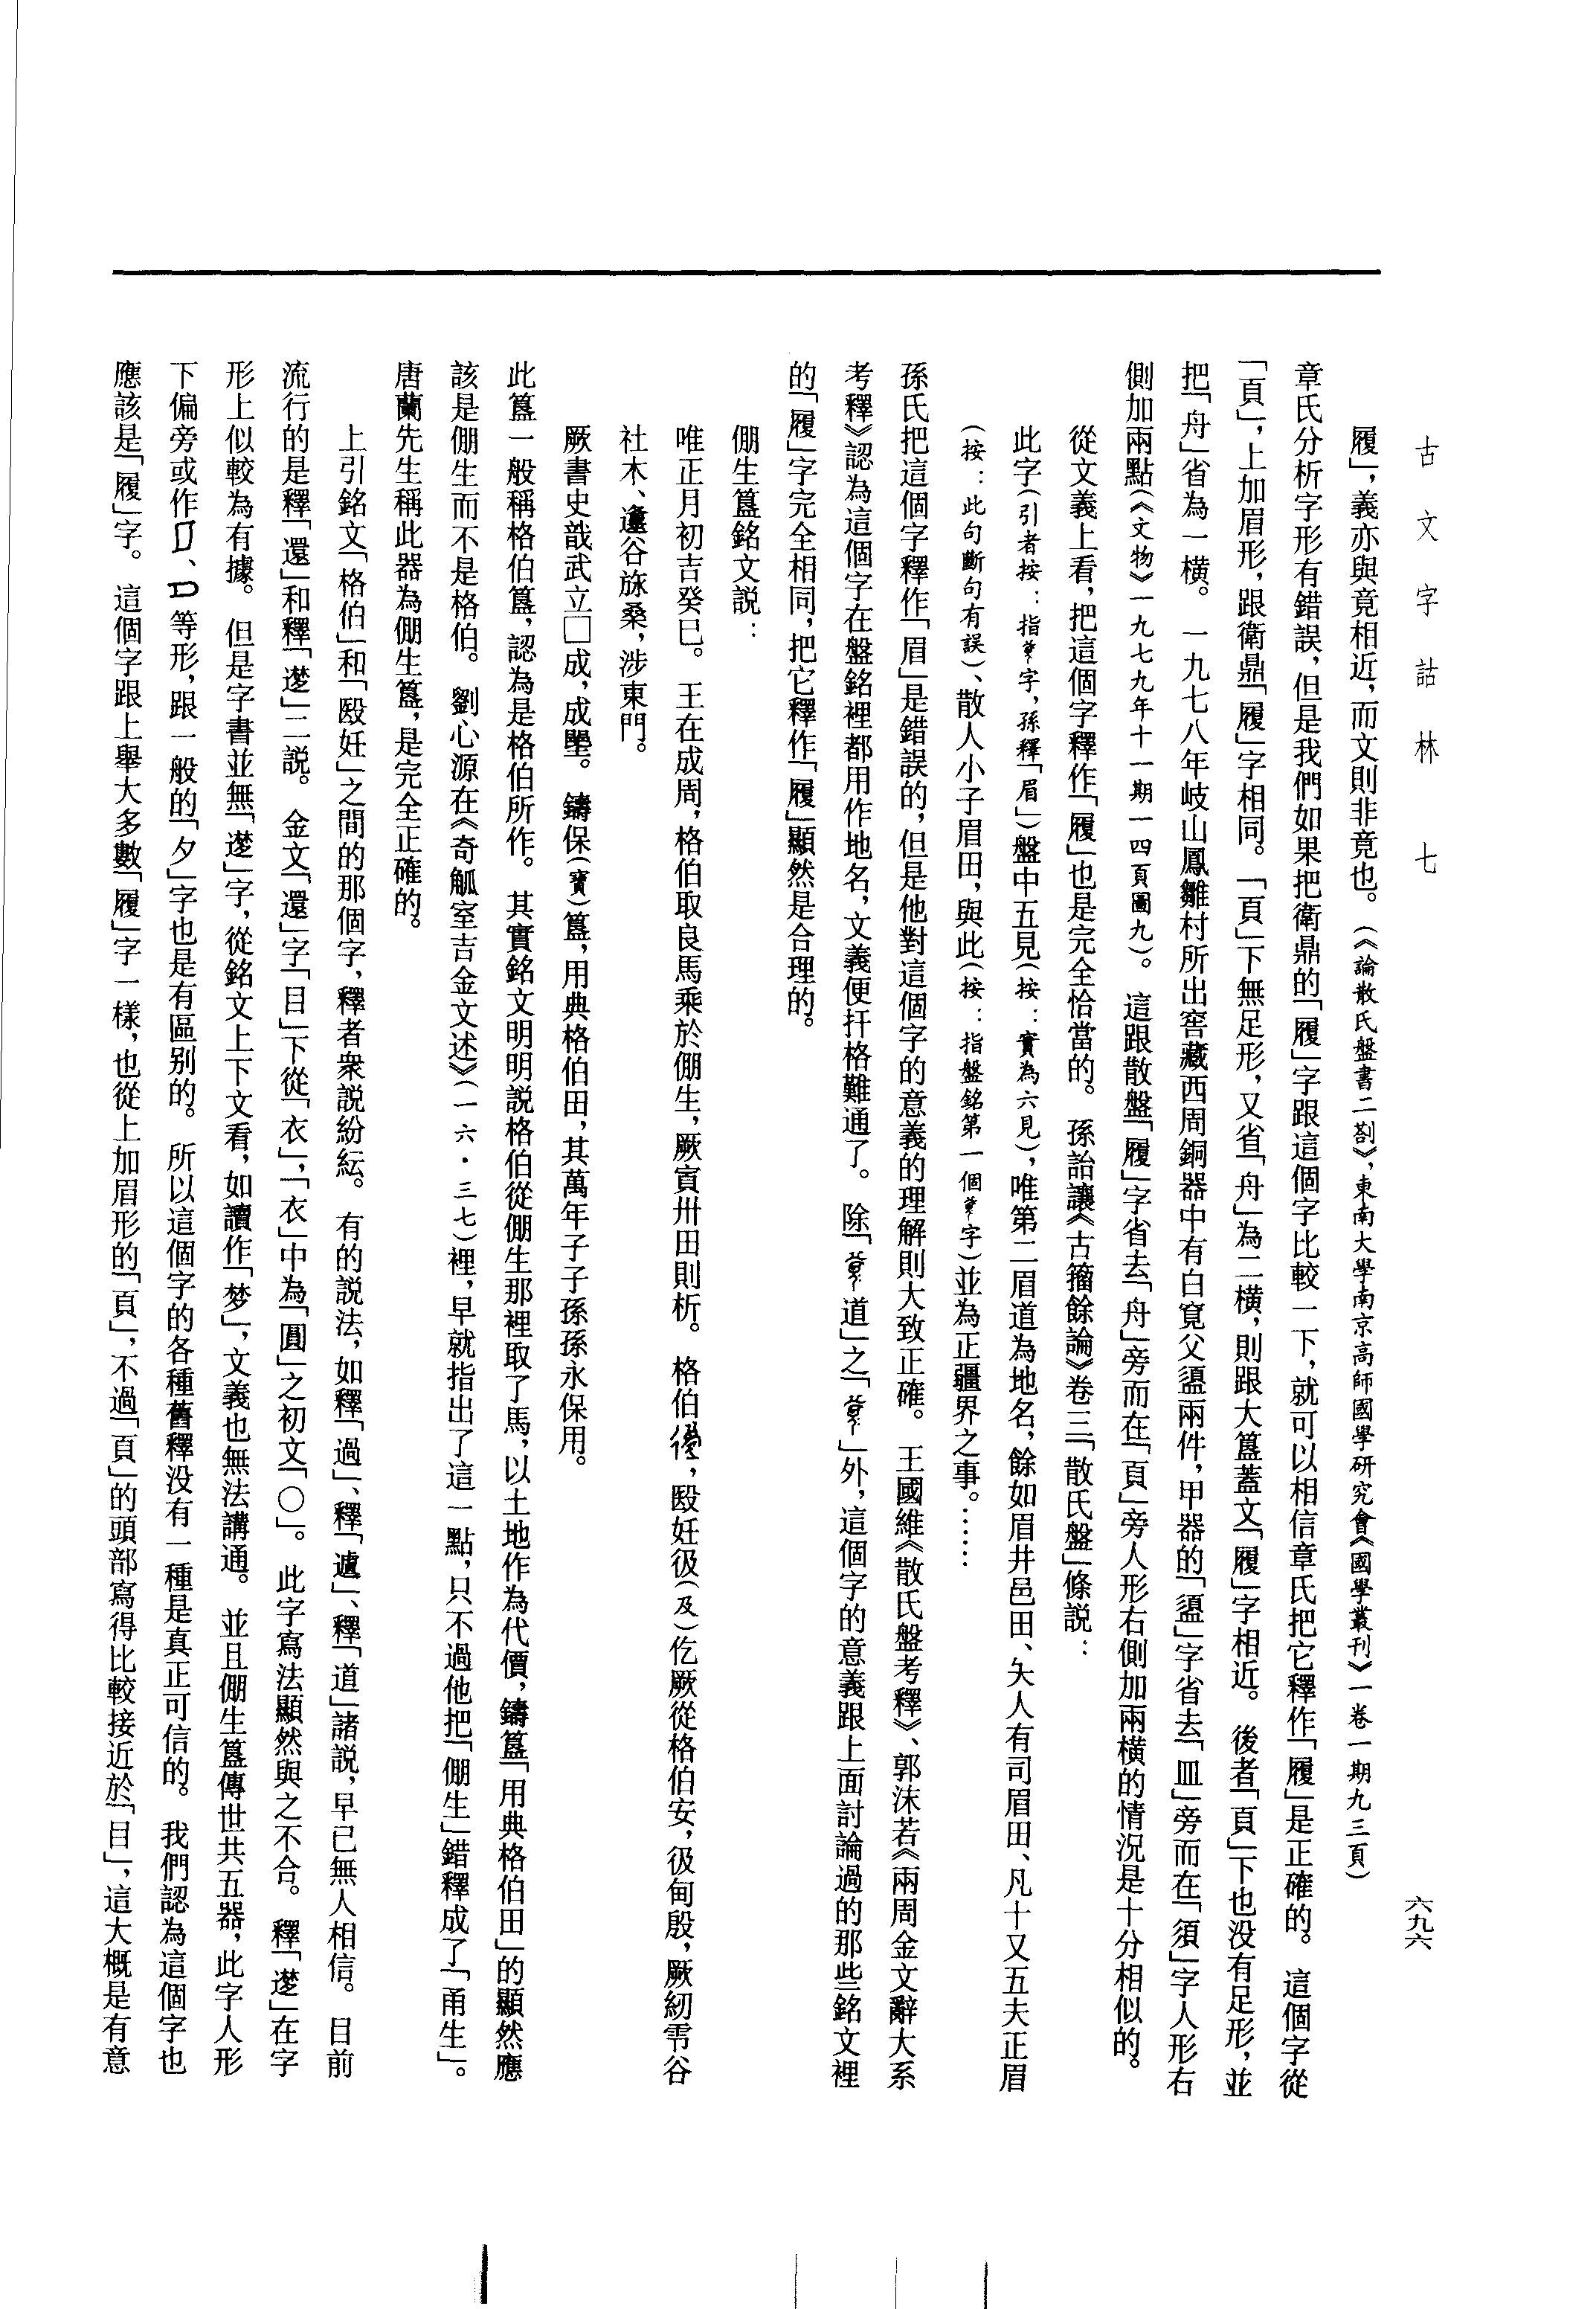 古文字詁林 七
六九六
履」，義亦與竟相近，而文則非竟也。（《論散氏盤書二劄》，東南大學南京高師國學研究會《國學叢刊》一卷一期九三頁）
章氏分析字形有錯誤，但是我們如果把衛鼎的「履」字跟這個字比較一下，就可以相信章氏把它釋作「履」是正確的。這個字從
「頁」，上加眉形，跟衛鼎「履」字相同。「頁」下無足形，又省「舟」為二橫，則跟大簋蓋文「履」字相近。後者「頁」下也没有足形，並
把「舟」省為一橫。一九七八年岐山鳳雛村所出窖藏西周銅器中有白寛父盨兩件，甲器的「盨」字省去「皿」旁而在「須」字人形右
側加兩點（《文物》一九七九年十一期一四頁圖九）。這跟散盤「履」字省去「舟」旁而在「頁」旁人形右側加兩橫的情況是十分相似的。
從文義上看，把這個字釋作「履」也是完全恰當的。孫詒讓《古籀餘論》卷三「散氏盤」條説：
此字（引者按：指字，孫釋「眉」）盤中五見（按：實為六見），唯第二眉道為地名，餘如眉井邑田、夨人有司眉田、凡十又五夫正眉
（按：此句斷句有誤）、散人小子眉田，與此（按：指盤銘第一個字）並為正疆界之事。……
孫氏把這個字釋作「眉」是錯誤的，但是他對這個字的意義的理解則大致正確。王國維《散氏盤考釋》、郭沫若《兩周金文辭大系
考釋》認為這個字在盤銘裡都用作地名，文義便扞格難通了。除「道」之「」外，這個字的意義跟上面討論過的那些銘文裡
的「履」字完全相同，把它釋作「履」顯然是合理的。
倗生簋銘文説：
唯正月初吉癸巳。王在成周，格伯取良馬乘於倗生，厥賓卅田則析。格伯，殹妊彶（及）仡厥從格伯安，彶甸殷，厥紉雩谷
社木、谷旅桑，涉東門。
厥書史戠武立□成，成壆。鑄保（寶）簋，用典格伯田，其萬年子子孫孫永保用。
此簋一般稱格伯簋，認為是格伯所作。其實銘文明明説格伯從倗生那裡取了馬，以土地作為代價，鑄簋「用典格伯田」的顯然應
該是倗生而不是格伯。劉心源在《奇觚室吉金文述》（一六·三七）裡，早就指出了這一點，只不過他把「倗生」錯釋成了「甬生」。
唐蘭先生稱此器為倗生簋，是完全正確的。
上引銘文「格伯」和「殹妊」之間的那個字，釋者衆説紛紜。有的説法，如釋「過」、釋「遽」、釋「道」諸説，早已無人相信。目前
流行的是釋「還」和釋「」二説。金文「還」字「目」下從「衣」，「衣」中為「圓」之初文「〇」。此字寫法顯然與之不合。釋「」在字
形上似較為有據。但是字書並無「」字，從銘文上下文看，如讀作「梦」，文義也無法講通。並且倗生簋傳世共五器，此字人形
下偏旁或作、等形，跟一般的「夕」字也是有區別的。所以這個字的各種舊釋没有一種是真正可信的。我們認為這個字也
應該是「履」字。這個字跟上舉大多數「履」字一樣，也從上加眉形的「頁」，不過「頁」的頭部寫得比較接近於「目」，這大概是有意